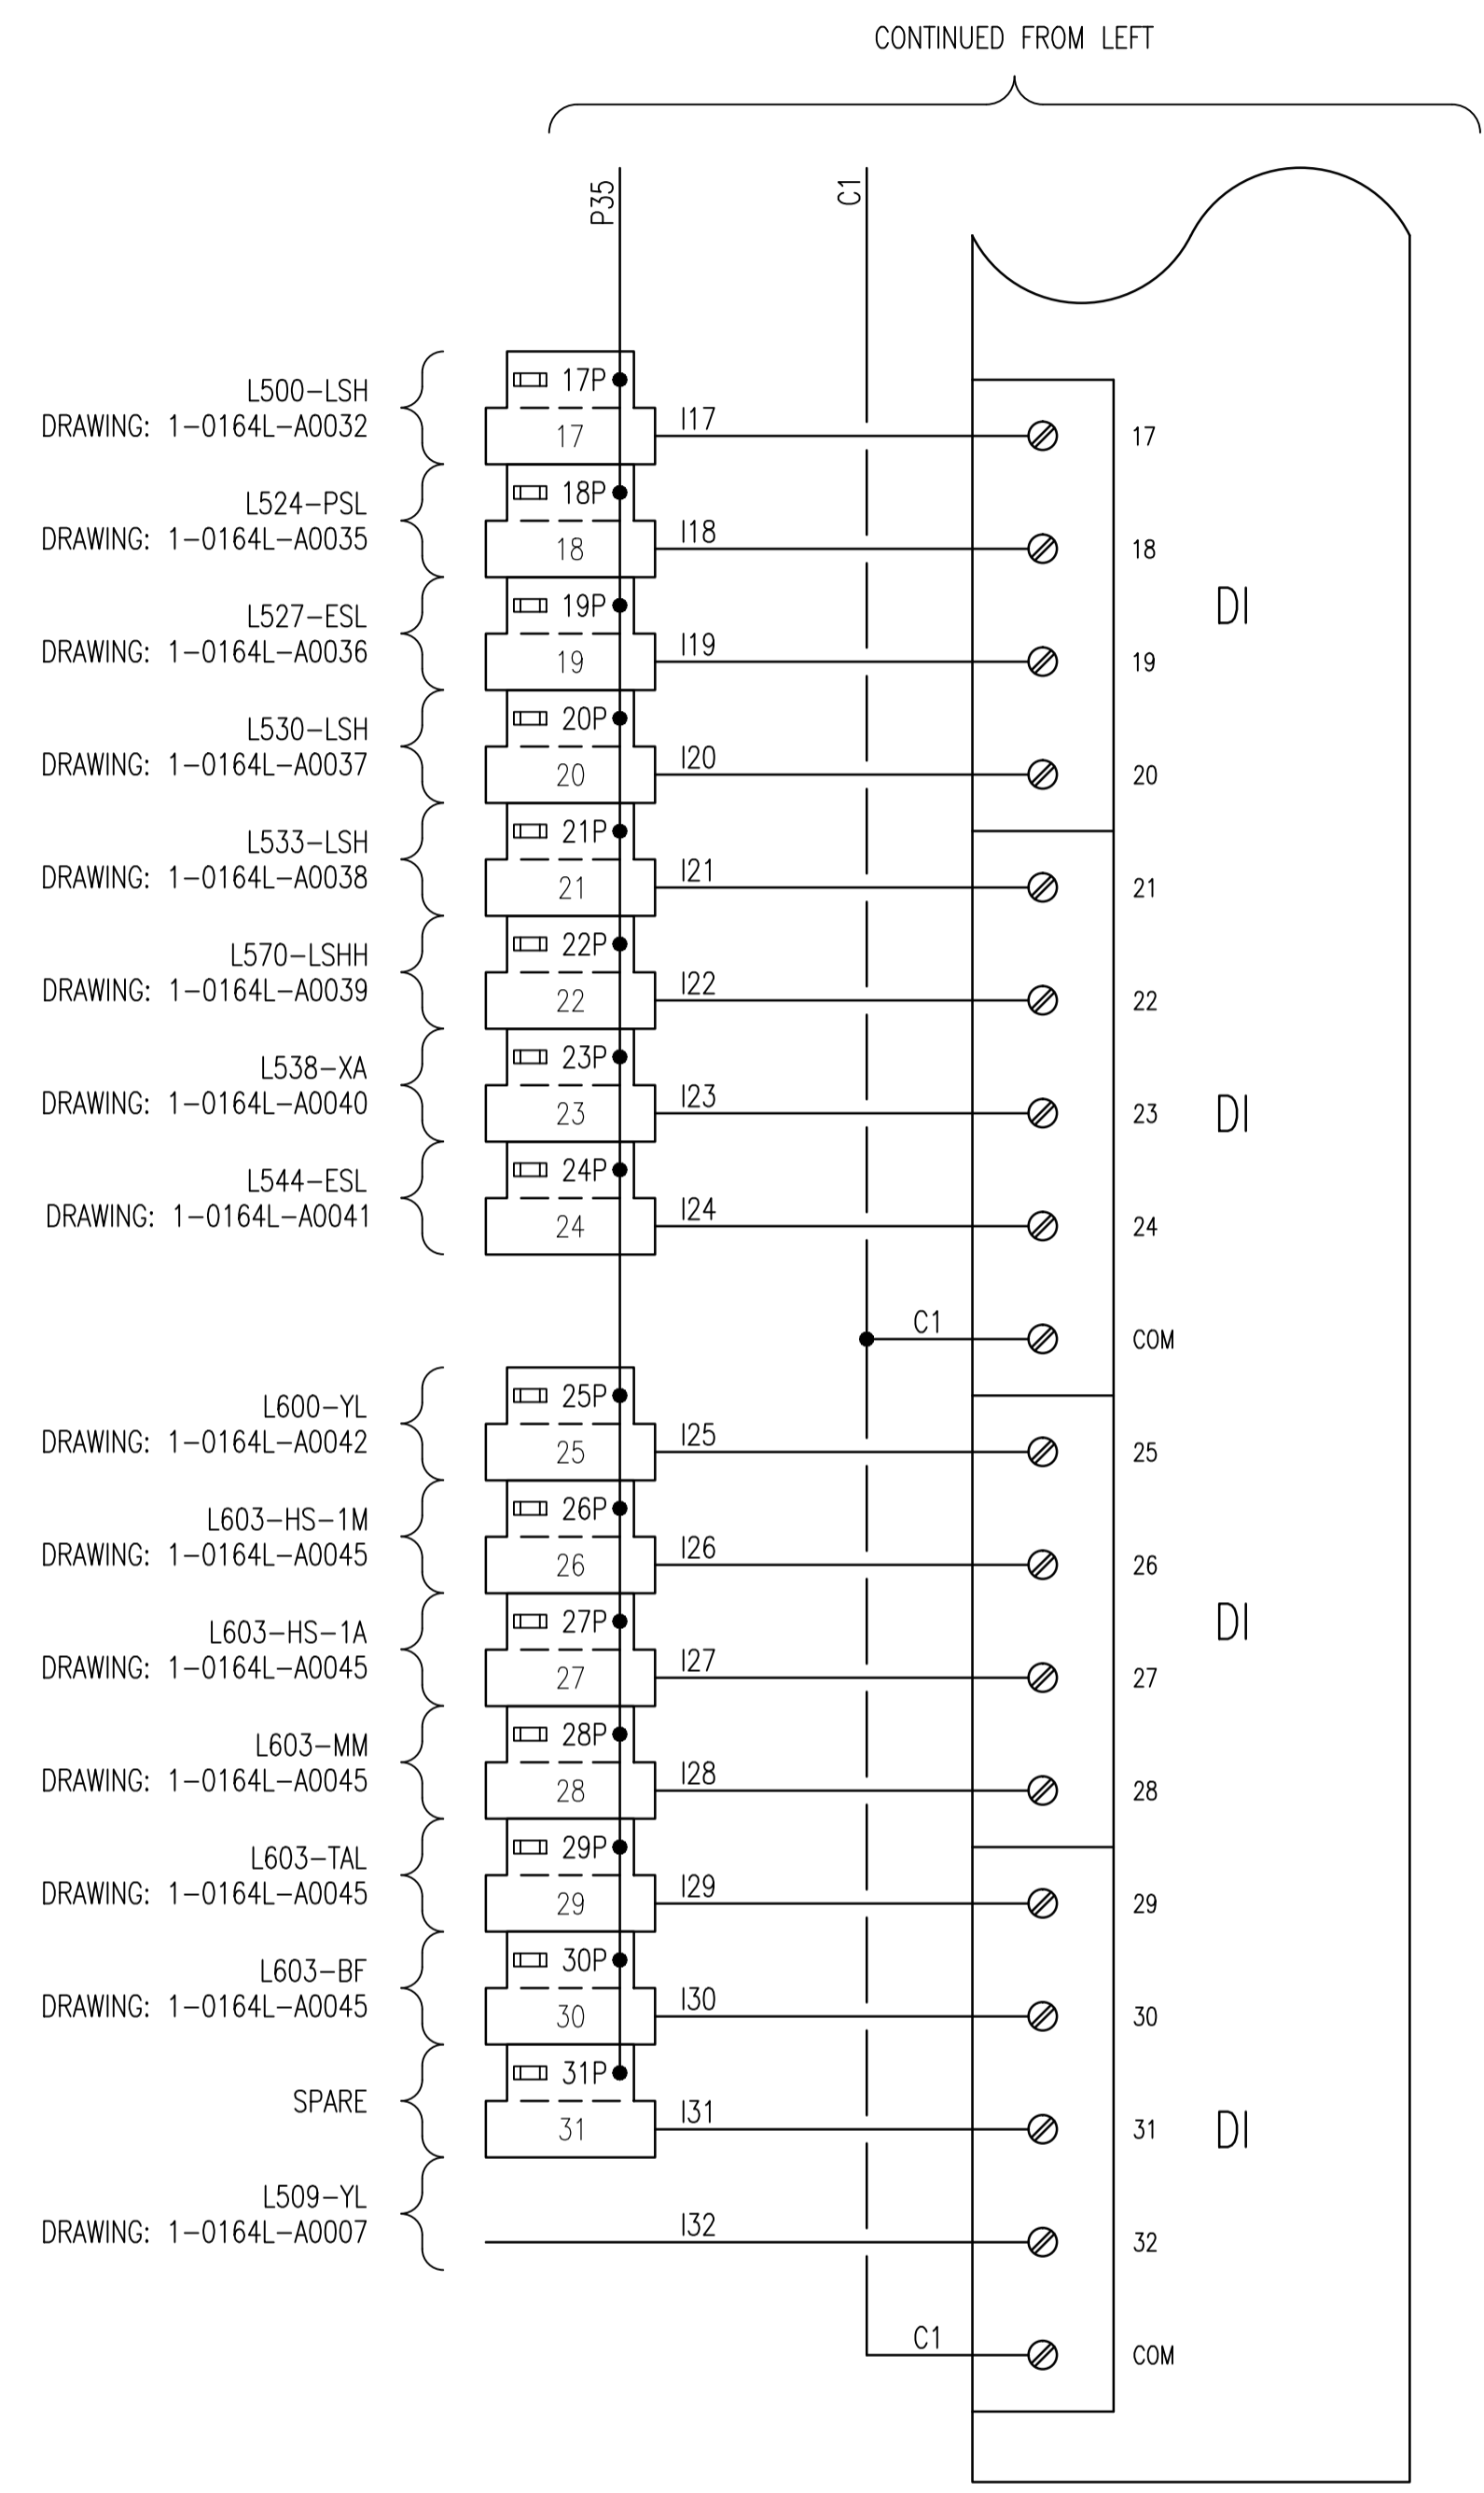 CONTINUED FROM LEFT
P35
C1
L500-LSH
DRAWING: 1-0164L-A0032
17P
17
I17
17
L524-PSL
DRAWING: 1-0164L-A0035
18P
18
I18
18
DI
L527-ESL
DRAWING: 1-0164L-A0036
19P
19
I19
19
L530-LSH
DRAWING: 1-0164L-A0037
20P
20
I20
20
L533-LSH
DRAWING: 1-0164L-A0038
21P
21
I21
21
L570-LSHH
DRAWING: 1-0164L-A0039
22P
22
I22
22
L538-XA
DRAWING: 1-0164L-A0040
23P
23
I23
23
DI
L544-ESL
DRAWING: 1-0164L-A0041
24P
24
I24
24
C1
COM
L600-YL
DRAWING: 1-0164L-A0042
25P
25
I25
25
L603-HS-1M
DRAWING: 1-0164L-A0045
26P
26
I26
26
DI
L603-HS-1A
DRAWING: 1-0164L-A0045
27P
27
I27
27
L603-MM
DRAWING: 1-0164L-A0045
28P
28
I28
28
L603-TAL
DRAWING: 1-0164L-A0045
29P
29
I29
29
L603-BF
DRAWING: 1-0164L-A0045
30P
30
I30
30
SPARE
31P
31
I31
31
DI
L509-YL
DRAWING: 1-0164L-A0007
I32
32
C1
COM